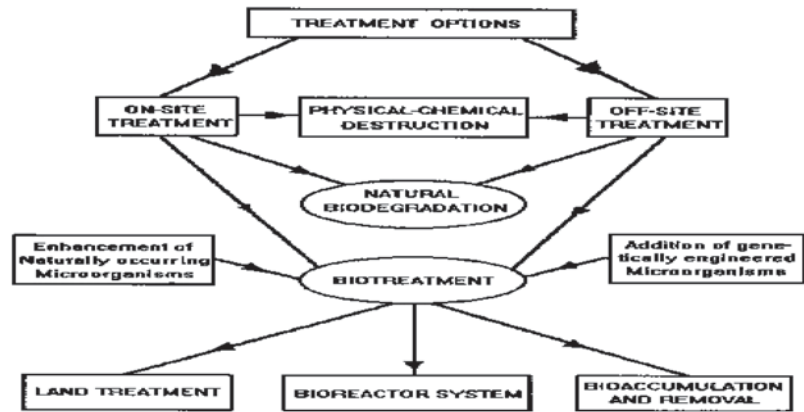 TREATMENT OPTIONS
ON-SITE
TREATMENT
PHYSICAL-CHEMICAL
DESTRUCTION
OFF-SITE
TREATMENT
NATURAL
BIODEGRADATION
Enhancement of
Naturally occurring
Microorganisms
BIOTREATMENT
Addition of gene-
tically engineered
Microorganisms
LAND TREATMENT
BIOREACTOR SYSTEM
BIOACCUMULATION
AND REMOVAL